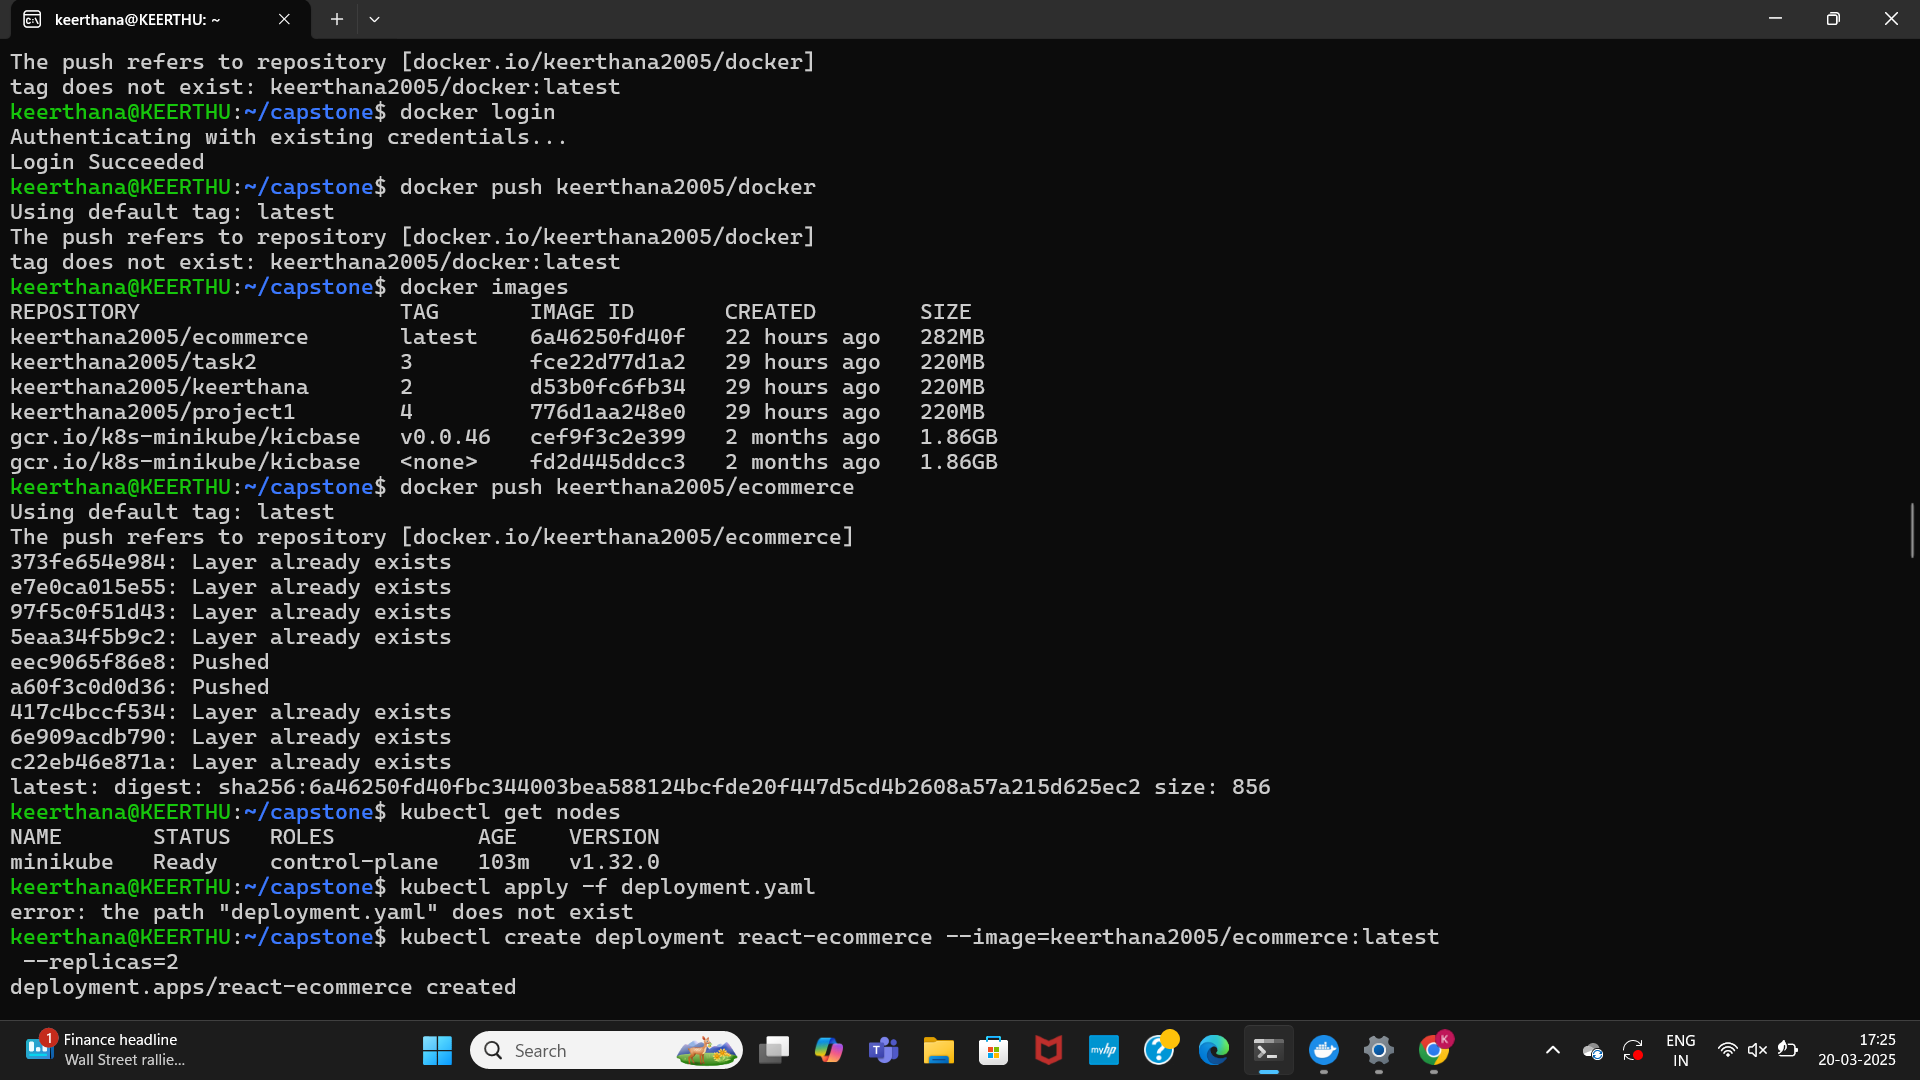 keerthana@KEERTHU: ~
The push refers to repository [docker.io/keerthana2005/docker]
tag does not exist: keerthana2005/docker:latest
keerthana@KEERTHU:~/capstone$ docker login
Authenticating with existing credentials...
Login Succeeded
keerthana@KEERTHU:~/capstone$ docker push keerthana2005/docker
Using default tag: latest
The push refers to repository [docker.io/keerthana2005/docker]
tag does not exist: keerthana2005/docker:latest
keerthana@KEERTHU:~/capstone$ docker images
REPOSITORY                    TAG       IMAGE ID       CREATED        SIZE
keerthana2005/ecommerce       latest    6a46250fd40f   22 hours ago   282MB
keerthana2005/task2           3         fce22d77d1a2   29 hours ago   220MB
keerthana2005/keerthana       2         d53b0fc6fb34   29 hours ago   220MB
keerthana2005/project1        4         776d1aa248e0   29 hours ago   220MB
gcr.io/k8s-minikube/kicbase   v0.0.46   cef9f3c2e399   2 months ago   1.86GB
gcr.io/k8s-minikube/kicbase   <none>    fd2d445ddcc3   2 months ago   1.86GB
keerthana@KEERTHU:~/capstone$ docker push keerthana2005/ecommerce
Using default tag: latest
The push refers to repository [docker.io/keerthana2005/ecommerce]
373fe654e984: Layer already exists
e7e0ca015e55: Layer already exists
97f5c0f51d43: Layer already exists
5eaa34f5b9c2: Layer already exists
eec9065f86e8: Pushed
a60f3c0d0d36: Pushed
417c4bccf534: Layer already exists
6e909acdb790: Layer already exists
c22eb46e871a: Layer already exists
latest: digest: sha256:6a46250fd40fbc344003bea588124bcfde20f447d5cd4b2608a57a215d625ec2 size: 856
keerthana@KEERTHU:~/capstone$ kubectl get nodes
NAME       STATUS   ROLES           AGE    VERSION
minikube   Ready    control-plane   103m   v1.32.0
keerthana@KEERTHU:~/capstone$ kubectl apply -f deployment.yaml
error: the path "deployment.yaml" does not exist
keerthana@KEERTHU:~/capstone$ kubectl create deployment react-ecommerce --image=keerthana2005/ecommerce:latest
 --replicas=2
deployment.apps/react-ecommerce created
1
Finance headline
Wall Street rallie...
Search
myhp
K
ENG
IN
17:25
20-03-2025